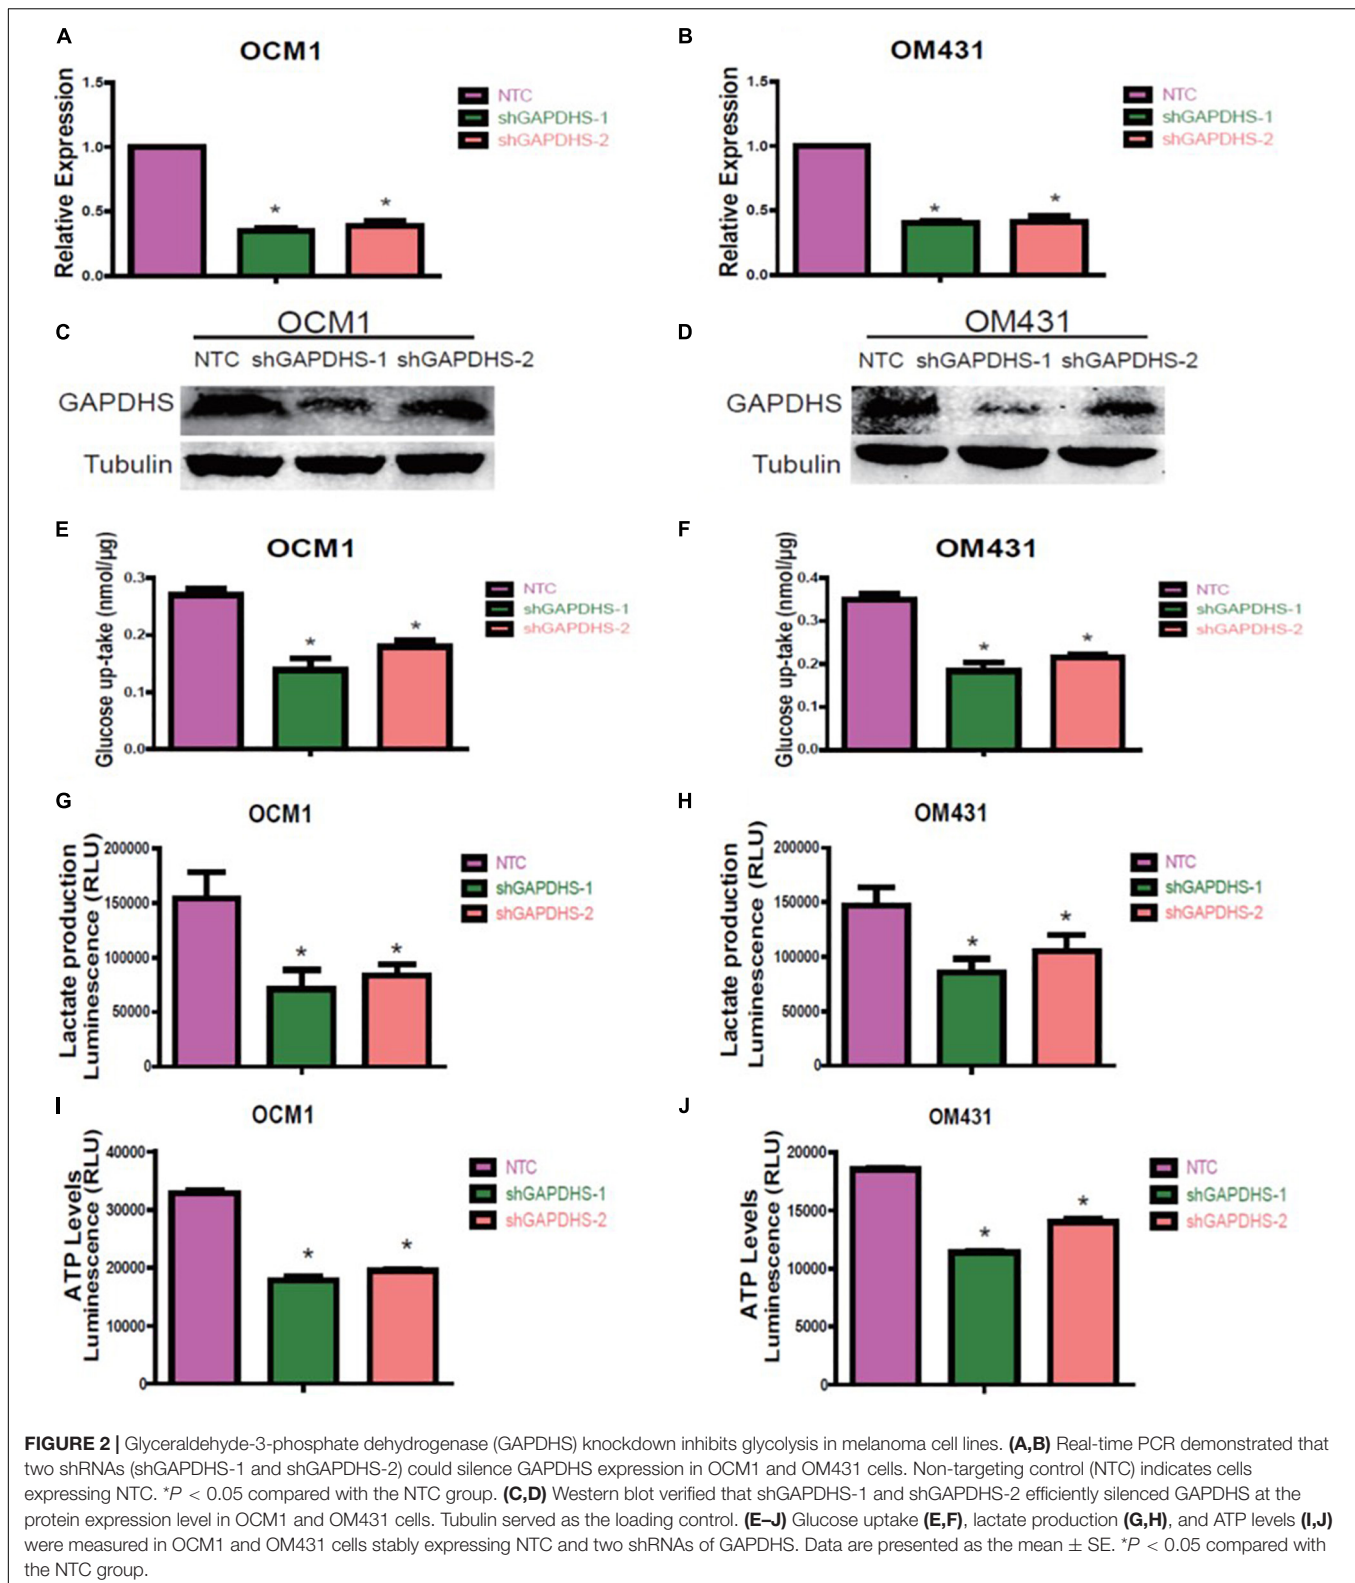 A
OCM1
Relative Expression
1.5
1.0
0.5
0.0
*
*
NTC
shGAPDHS-1
shGAPDHS-2
B
OM431
Relative Expression
1.5
1.0
0.5
0.0
*
*
NTC
shGAPDHS-1
shGAPDHS-2
C
OCM1
NTC shGAPDHS-1 shGAPDHS-2
GAPDHS
Tubulin
D
OM431
NTC shGAPDHS-1 shGAPDHS-2
GAPDHS
Tubulin
E
OCM1
Glucose up-take (nmol/µg)
0.3
0.2
0.1
0.0
*
*
NTC
shGAPDHS-1
shGAPDHS-2
F
OM431
Glucose up-take (nmol/µg)
0.4
0.3
0.2
0.1
0.0
*
*
NTC
shGAPDHS-1
shGAPDHS-2
G
OCM1
Lactate production
Luminescence (RLU)
200000
150000
100000
50000
0
*
*
NTC
shGAPDHS-1
shGAPDHS-2
H
OM431
Lactate production
Luminescence (RLU)
200000
150000
100000
50000
0
*
*
NTC
shGAPDHS-1
shGAPDHS-2
I
OCM1
ATP Levels
Luminescence (RLU)
40000
30000
20000
10000
0
*
*
NTC
shGAPDHS-1
shGAPDHS-2
J
OM431
ATP Levels
Luminescence (RLU)
20000
15000
10000
5000
0
*
*
NTC
shGAPDHS-1
shGAPDHS-2
FIGURE 2 | Glyceraldehyde-3-phosphate dehydrogenase (GAPDHS) knockdown inhibits glycolysis in melanoma cell lines. (A,B) Real-time PCR demonstrated that
two shRNAs (shGAPDHS-1 and shGAPDHS-2) could silence GAPDHS expression in OCM1 and OM431 cells. Non-targeting control (NTC) indicates cells
expressing NTC. *P < 0.05 compared with the NTC group. (C,D) Western blot verified that shGAPDHS-1 and shGAPDHS-2 efficiently silenced GAPDHS at the
protein expression level in OCM1 and OM431 cells. Tubulin served as the loading control. (E–J) Glucose uptake (E,F), lactate production (G,H), and ATP levels (I,J)
were measured in OCM1 and OM431 cells stably expressing NTC and two shRNAs of GAPDHS. Data are presented as the mean ± SE. *P < 0.05 compared with
the NTC group.